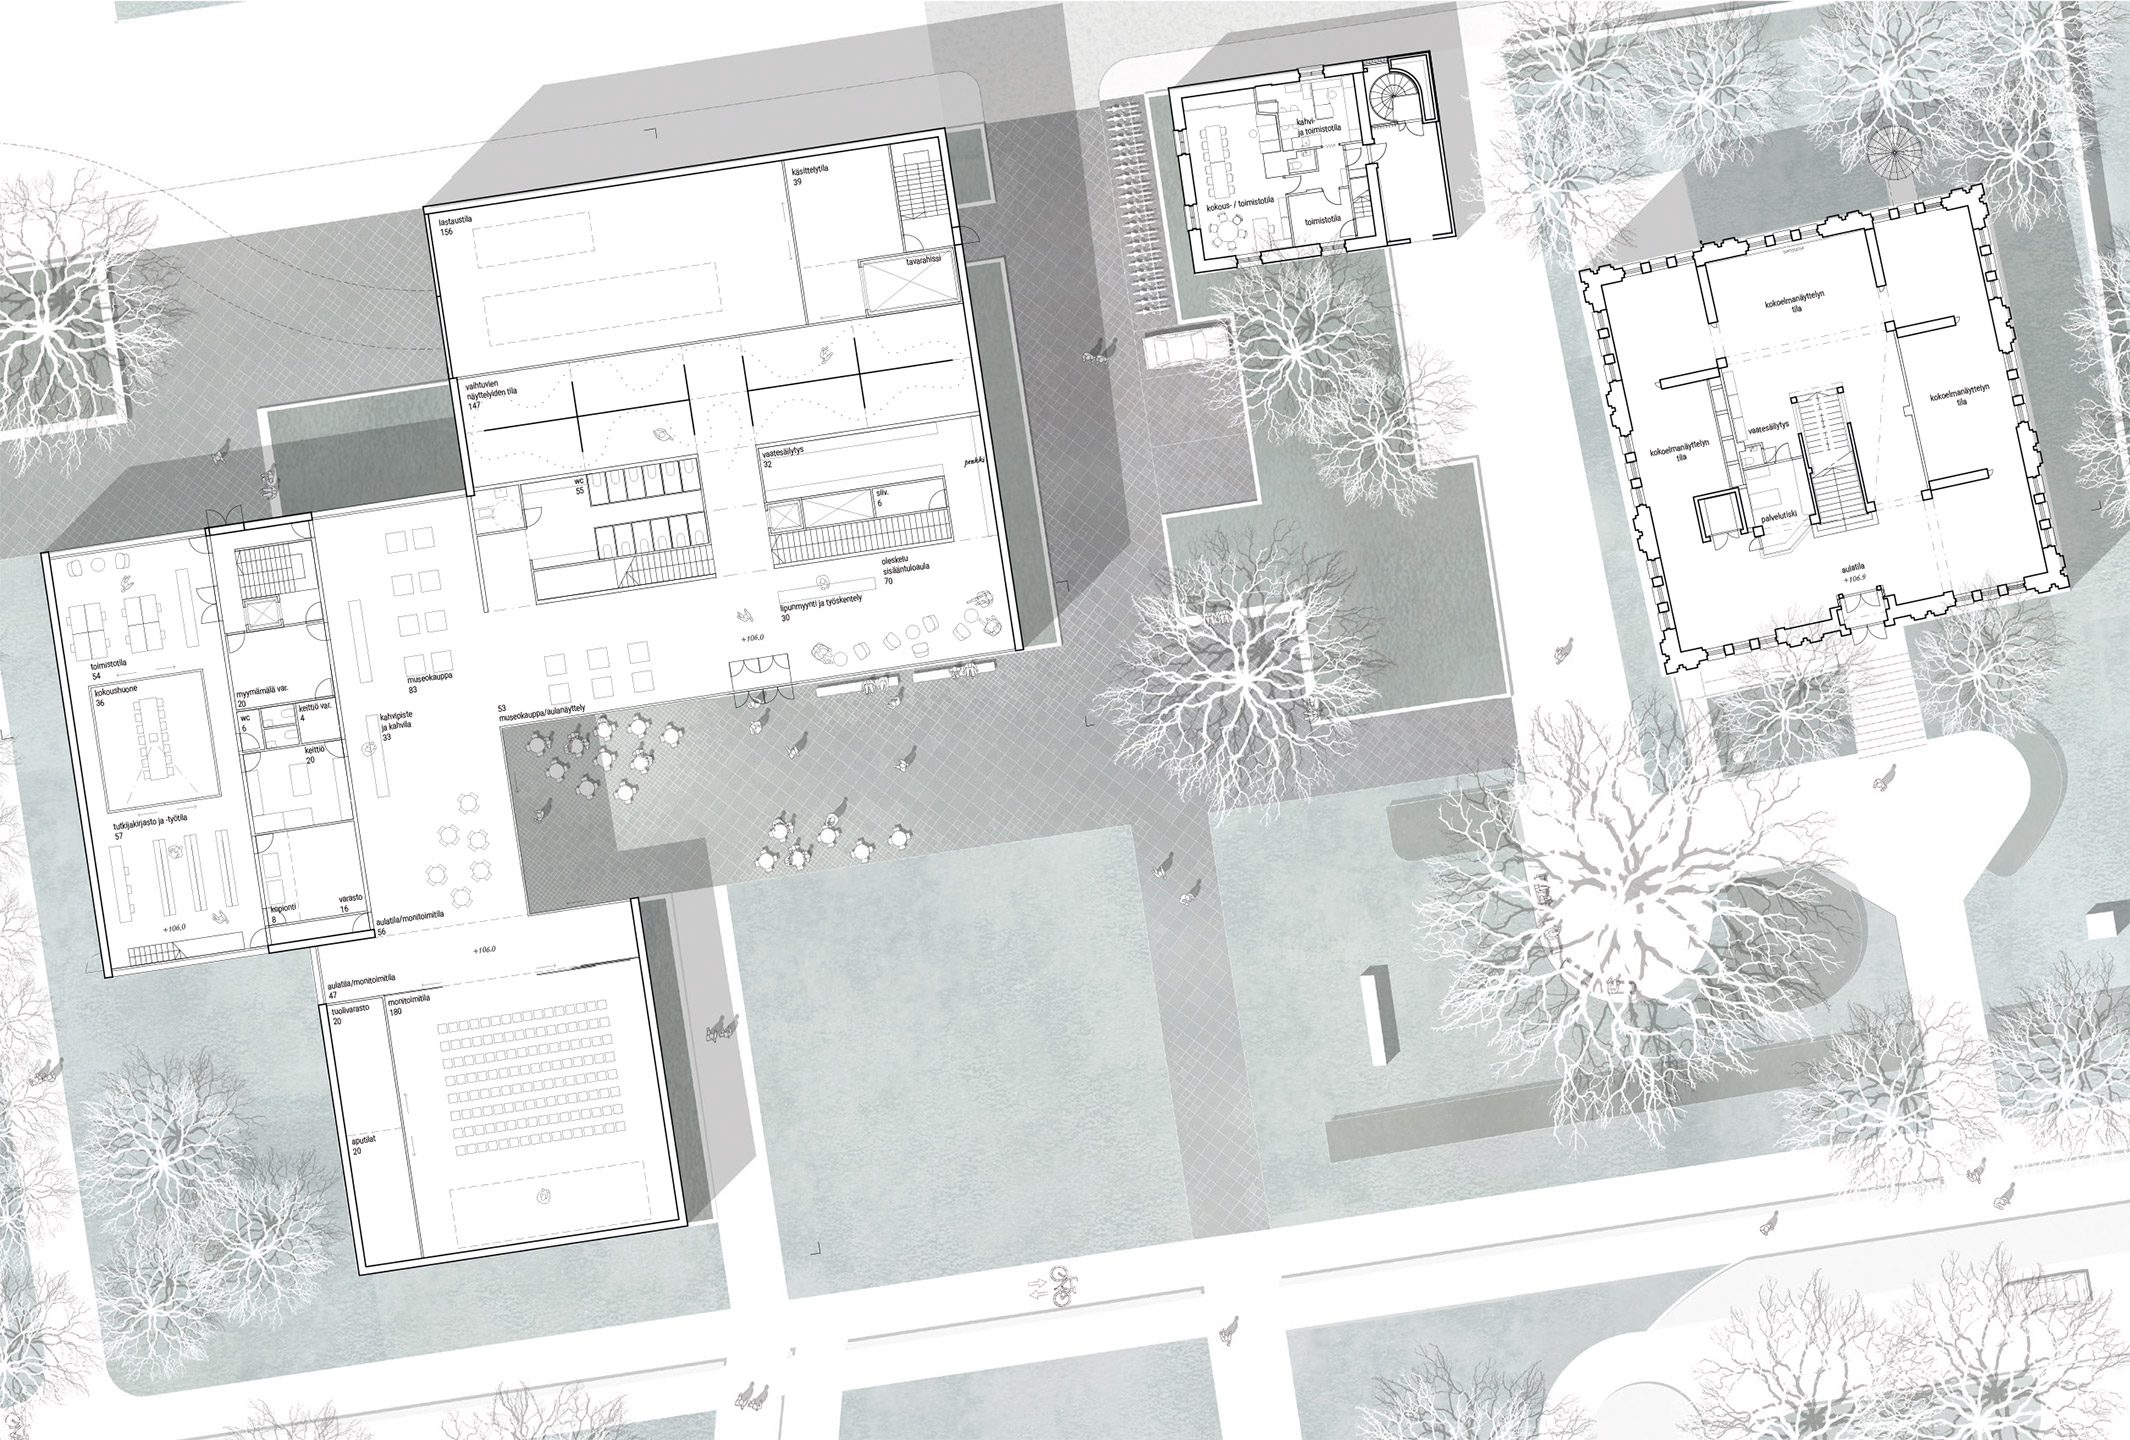 lastaustila
156
käsittelytila
39
tavarahissi
vaihtuvien
näyttelyiden tila
147
vaatesäilytys
32
penkki
wc
55
siiv.
6
oleskelu
sisääntuloaula
70
lipunmyynti ja työskentely
30
+106.0
toimistotila
54
kokoushuone
36
myymämälä var.
20
wc
6
keittiö var.
4
keittiö
20
museokauppa
83
kahvipiste
ja kahvila
33
53
museokauppa/aulanäyttely
tutkijakirjasto ja -työtila
57
+106.0
kopionti
8
varasto
16
aulatila/monitoimitila
56
+106.0
aulatila/monitoimitila
47
tuolivarasto
20
monitoimitila
180
aputilat
20
kahvi-
ja toimistotila
kokous- / toimistotila
toimistotila
kokoelmanäyttelyn
tila
kokoelmanäyttelyn
tila
kokoelmanäyttelyn
tila
vaatesäilytys
palvelutiski
aulatila
+106.9